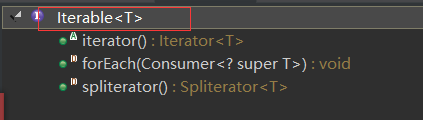 Iterable<T>
iterator() : Iterator<T>
forEach(Consumer<? super T>) : void
spliterator() : Spliterator<T>